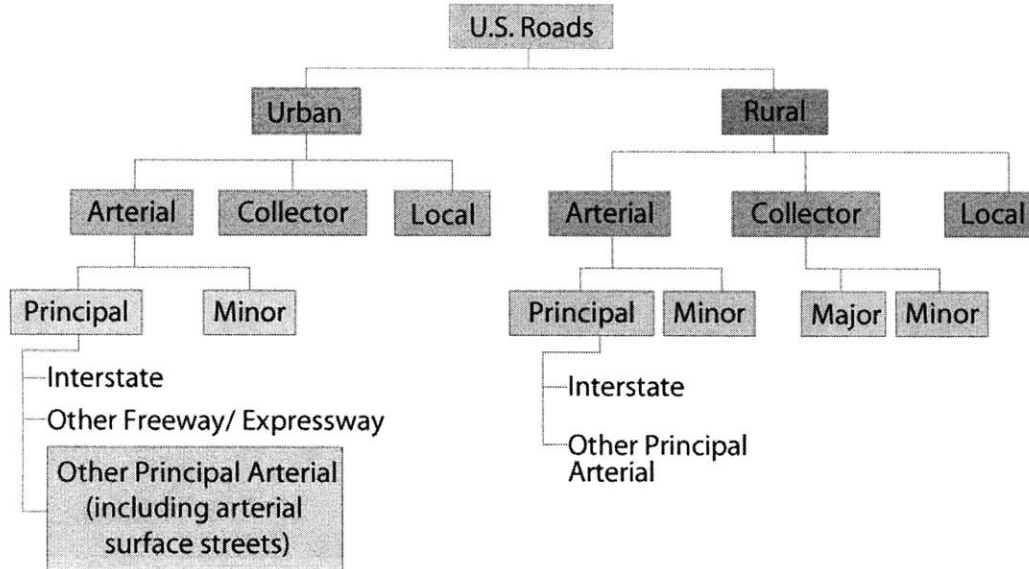 U.S. Roads
Urban
Rural
Arterial
Collector
Local
Arterial
Collector
Local
Principal
Minor
Principal
Minor
Major
Minor
Interstate
Other Freeway/ Expressway
Other Principal Arterial
(including arterial
surface streets)
Interstate
Other Principal
Arterial